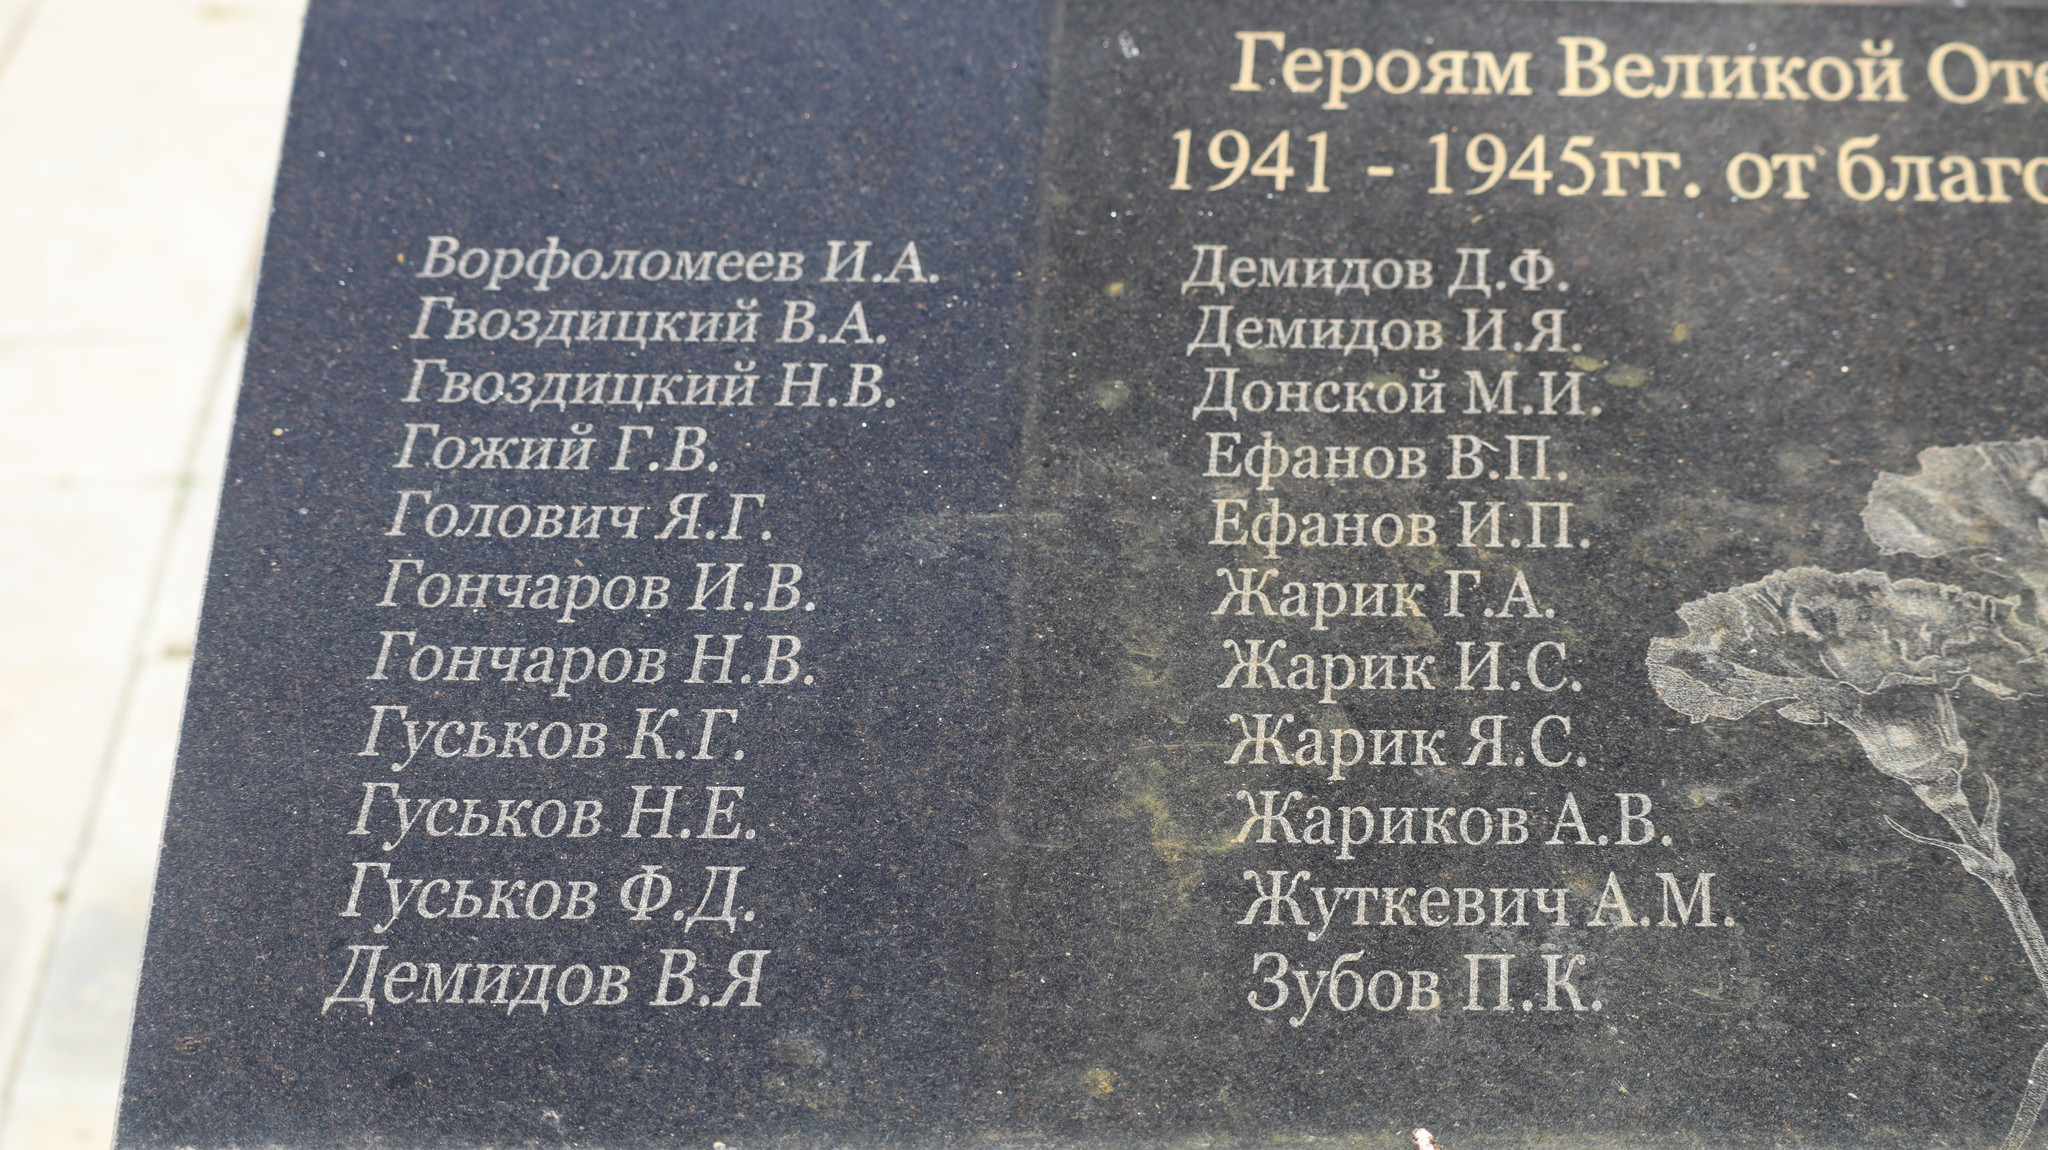 Героям Великой Оте
1941 - 1945гг. от благо
Ворфоломеев И.А.
Гвоздицкий В.А.
Гвоздицкий Н.В.
Гожий Г.В.
Голович Я.Г.
Гончаров И.В.
Гончаров Н.В.
Гуськов К.Г.
Гуськов Н.Е.
Гуськов Ф.Д.
Демидов В.Я
Демидов Д.Ф.
Демидов И.Я.
Донской М.И.
Ефанов В.П.
Ефанов И.П.
Жарик Г.А.
Жарик И.С.
Жарик Я.С.
Жариков А.В.
Жуткевич А.М.
Зубов П.К.